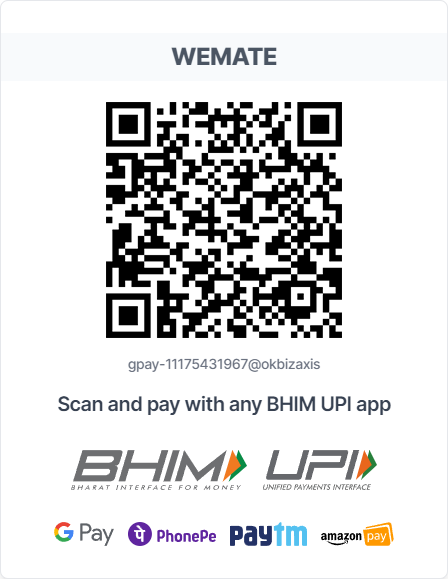 WEMATE
gpay-11175431967@okbizaxis
Scan and pay with any BHIM UPI app
BHIM UPI
BHARAT INTERFACE FOR MONEY UNIFIED PAYMENTS INTERFACE
G Pay PhonePe paytm amazon pay